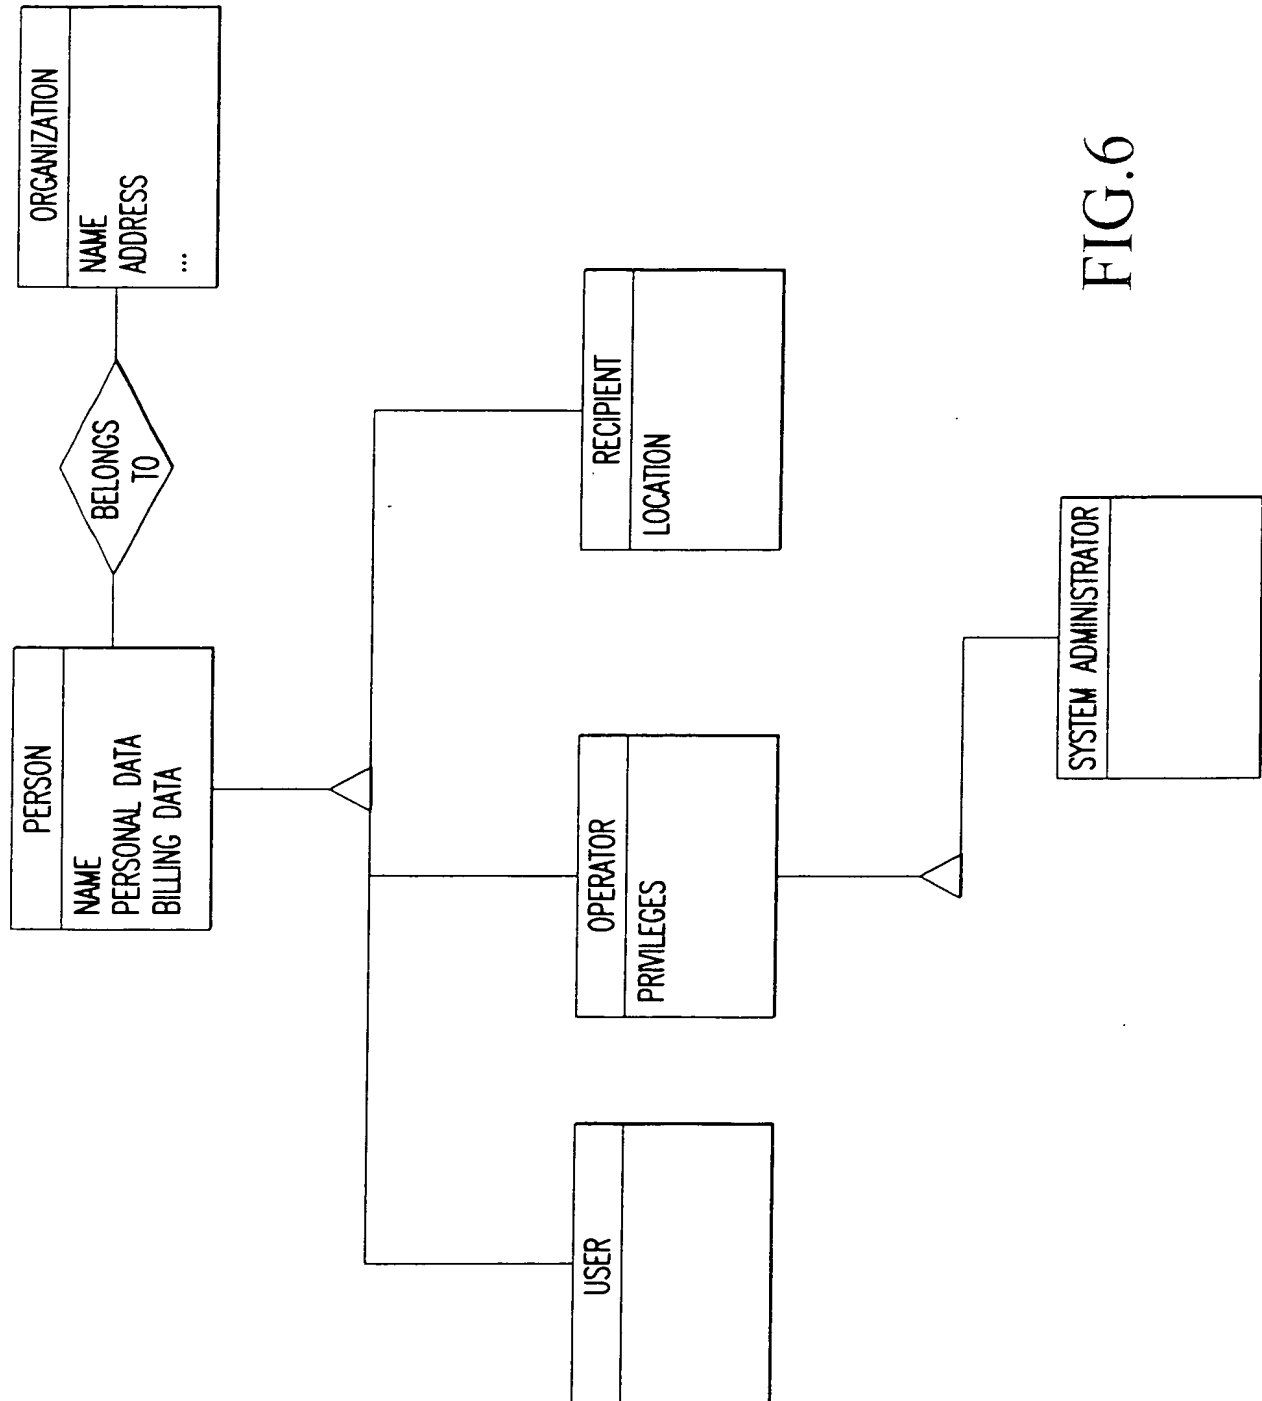 PERSON
NAME
PERSONAL DATA
BILLING DATA
BELONGS
TO
ORGANIZATION
NAME
ADDRESS
...
USER
OPERATOR
PRIVILEGES
RECIPIENT
LOCATION
SYSTEM ADMINISTRATOR
FIG.6